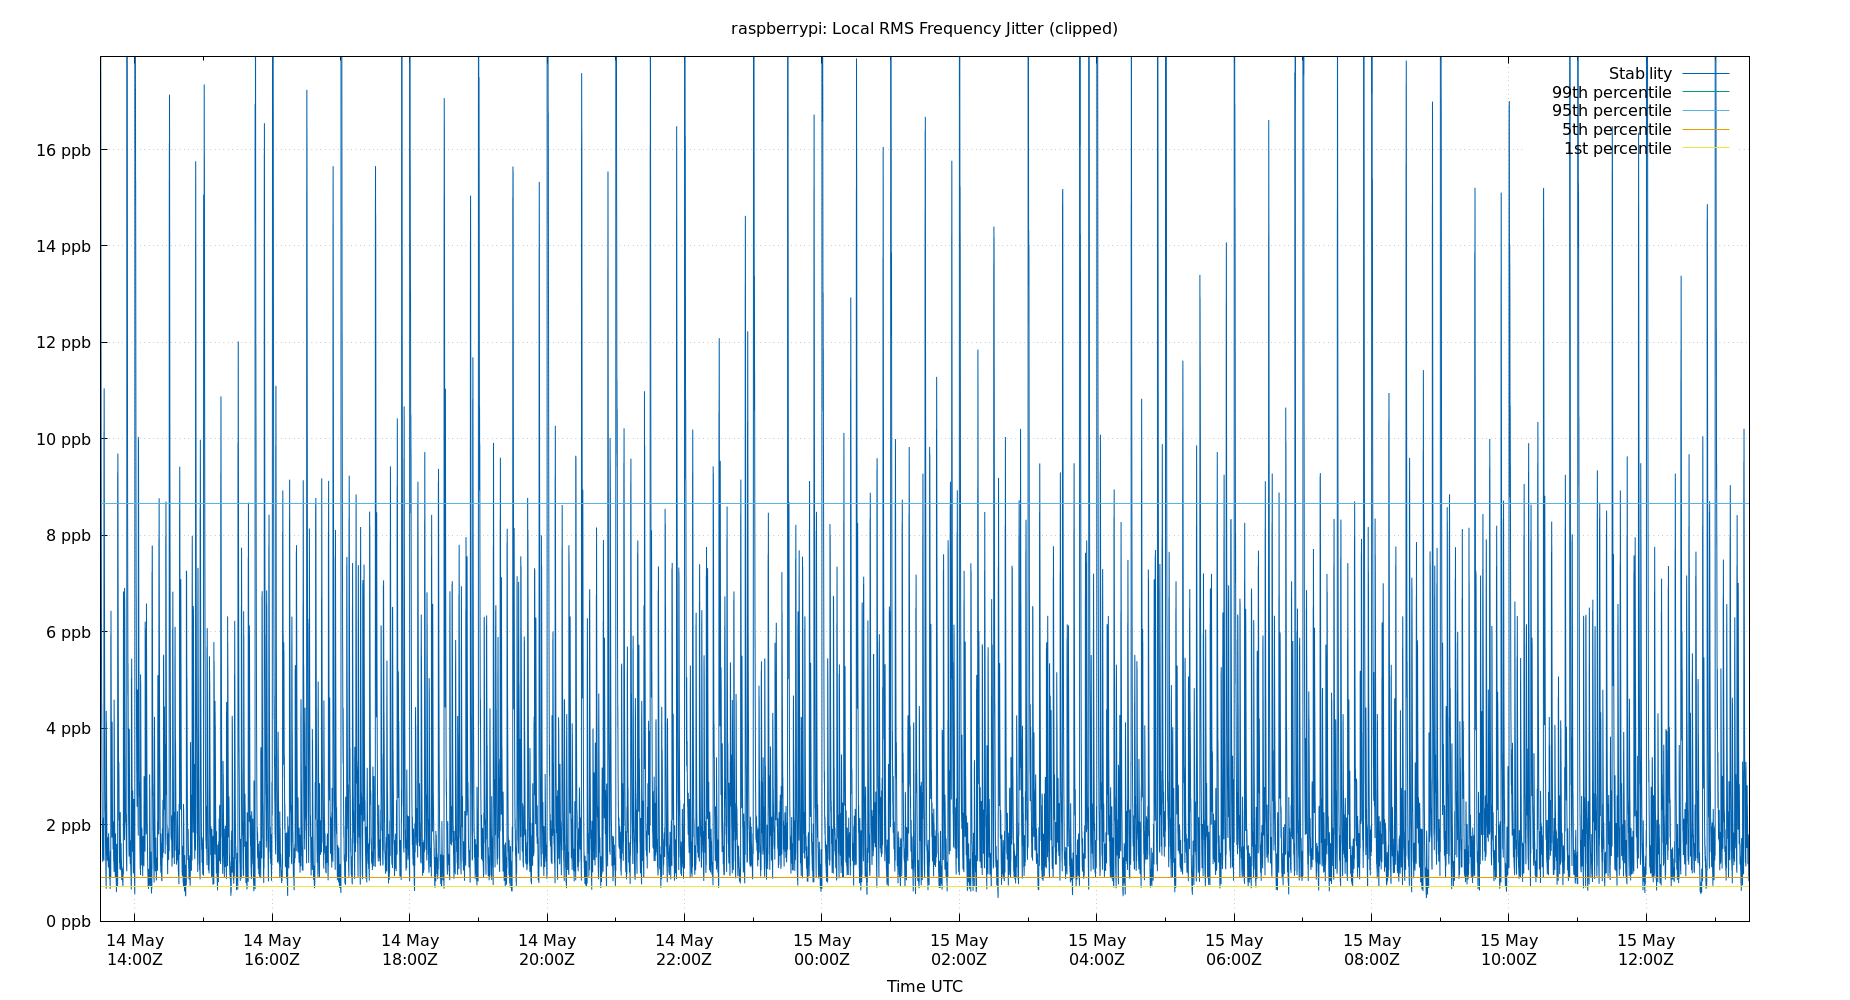 raspberrypi: Local RMS Frequency Jitter (clipped)
Stability
99th percentile
95th percentile
5th percentile
1st percentile
16 ppb
14 ppb
12 ppb
10 ppb
8 ppb
6 ppb
4 ppb
2 ppb
0 ppb
14 May 14 May 14 May 14 May 14 May 15 May 15 May 15 May 15 May 15 May 15 May 15 May
14:00Z 16:00Z 18:00Z 20:00Z 22:00Z 00:00Z 02:00Z 04:00Z 06:00Z 08:00Z 10:00Z 12:00Z
Time UTC